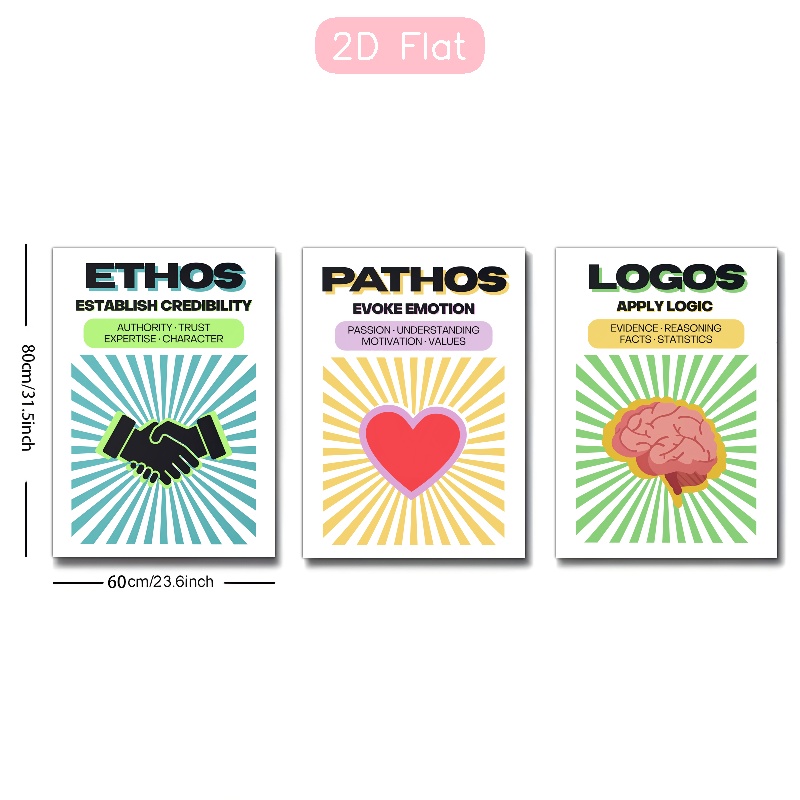 2D Flat
ETHOS
ESTABLISH CREDIBILITY
AUTHORITY · TRUST
EXPERTISE · CHARACTER
PATHOS
EVOKE EMOTION
PASSION · UNDERSTANDING
MOTIVATION · VALUES
LOGOS
APPLY LOGIC
EVIDENCE · REASONING
FACTS · STATISTICS
80cm/31.5inch
60cm/23.6inch